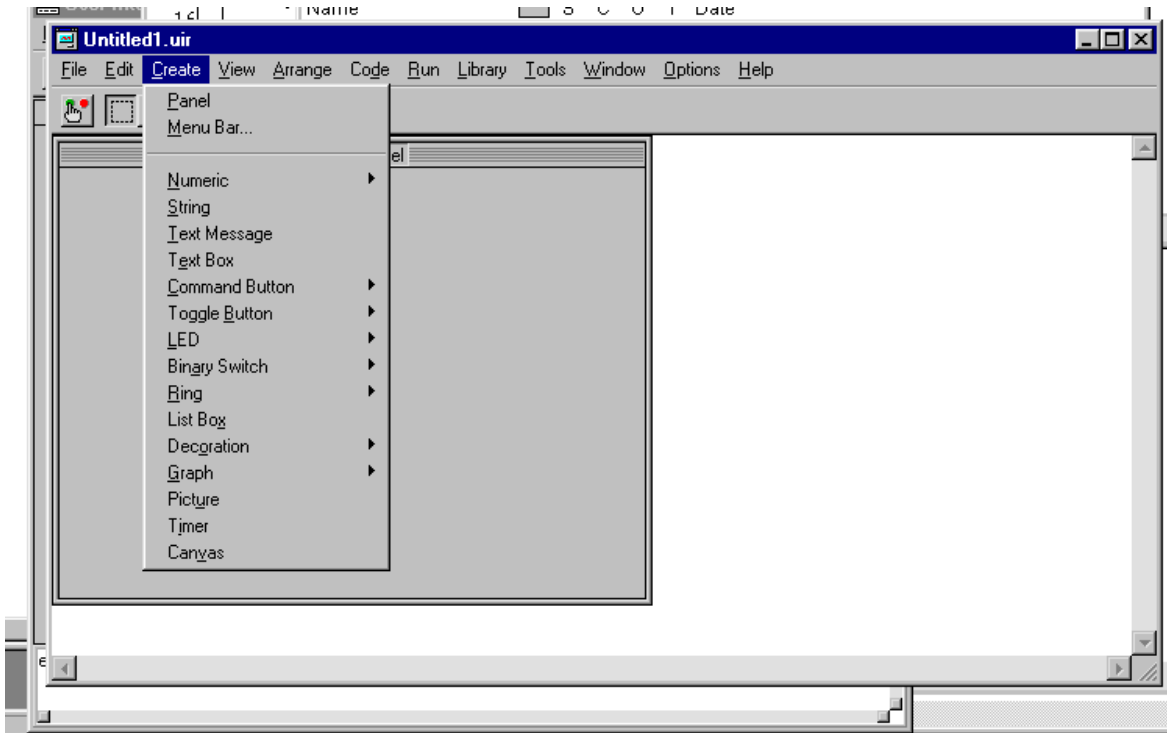 Name S C O I Date
Untitled1.uir
File Edit Create View Arrange Code Run Library Tools Window Options Help
Panel
Menu Bar...
el
Numeric
String
Text Message
Text Box
Command Button
Toggle Button
LED
Binary Switch
Ring
List Box
Decoration
Graph
Picture
Timer
Canvas
e